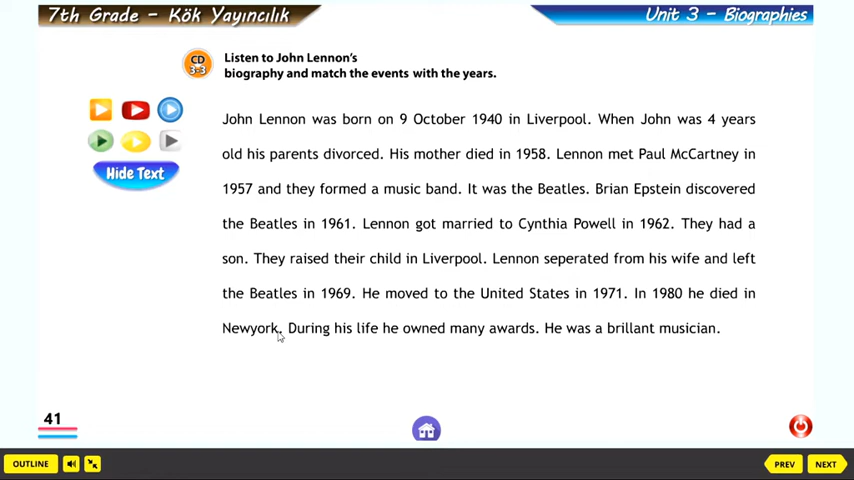 7th Grade - Kök Yayıncılık
Unit 3 - Biographies
CD
3-3
Listen to John Lennon's
biography and match the events with the years.
John Lennon was born on 9 October 1940 in Liverpool. When John was 4 years
old his parents divorced. His mother died in 1958. Lennon met Paul McCartney in
1957 and they formed a music band. It was the Beatles. Brian Epstein discovered
the Beatles in 1961. Lennon got married to Cynthia Powell in 1962. They had a
son. They raised their child in Liverpool. Lennon seperated from his wife and left
the Beatles in 1969. He moved to the United States in 1971. In 1980 he died in
Newyork. During his life he owned many awards. He was a brillant musician.
Hide Text
41
OUTLINE
PREV
NEXT